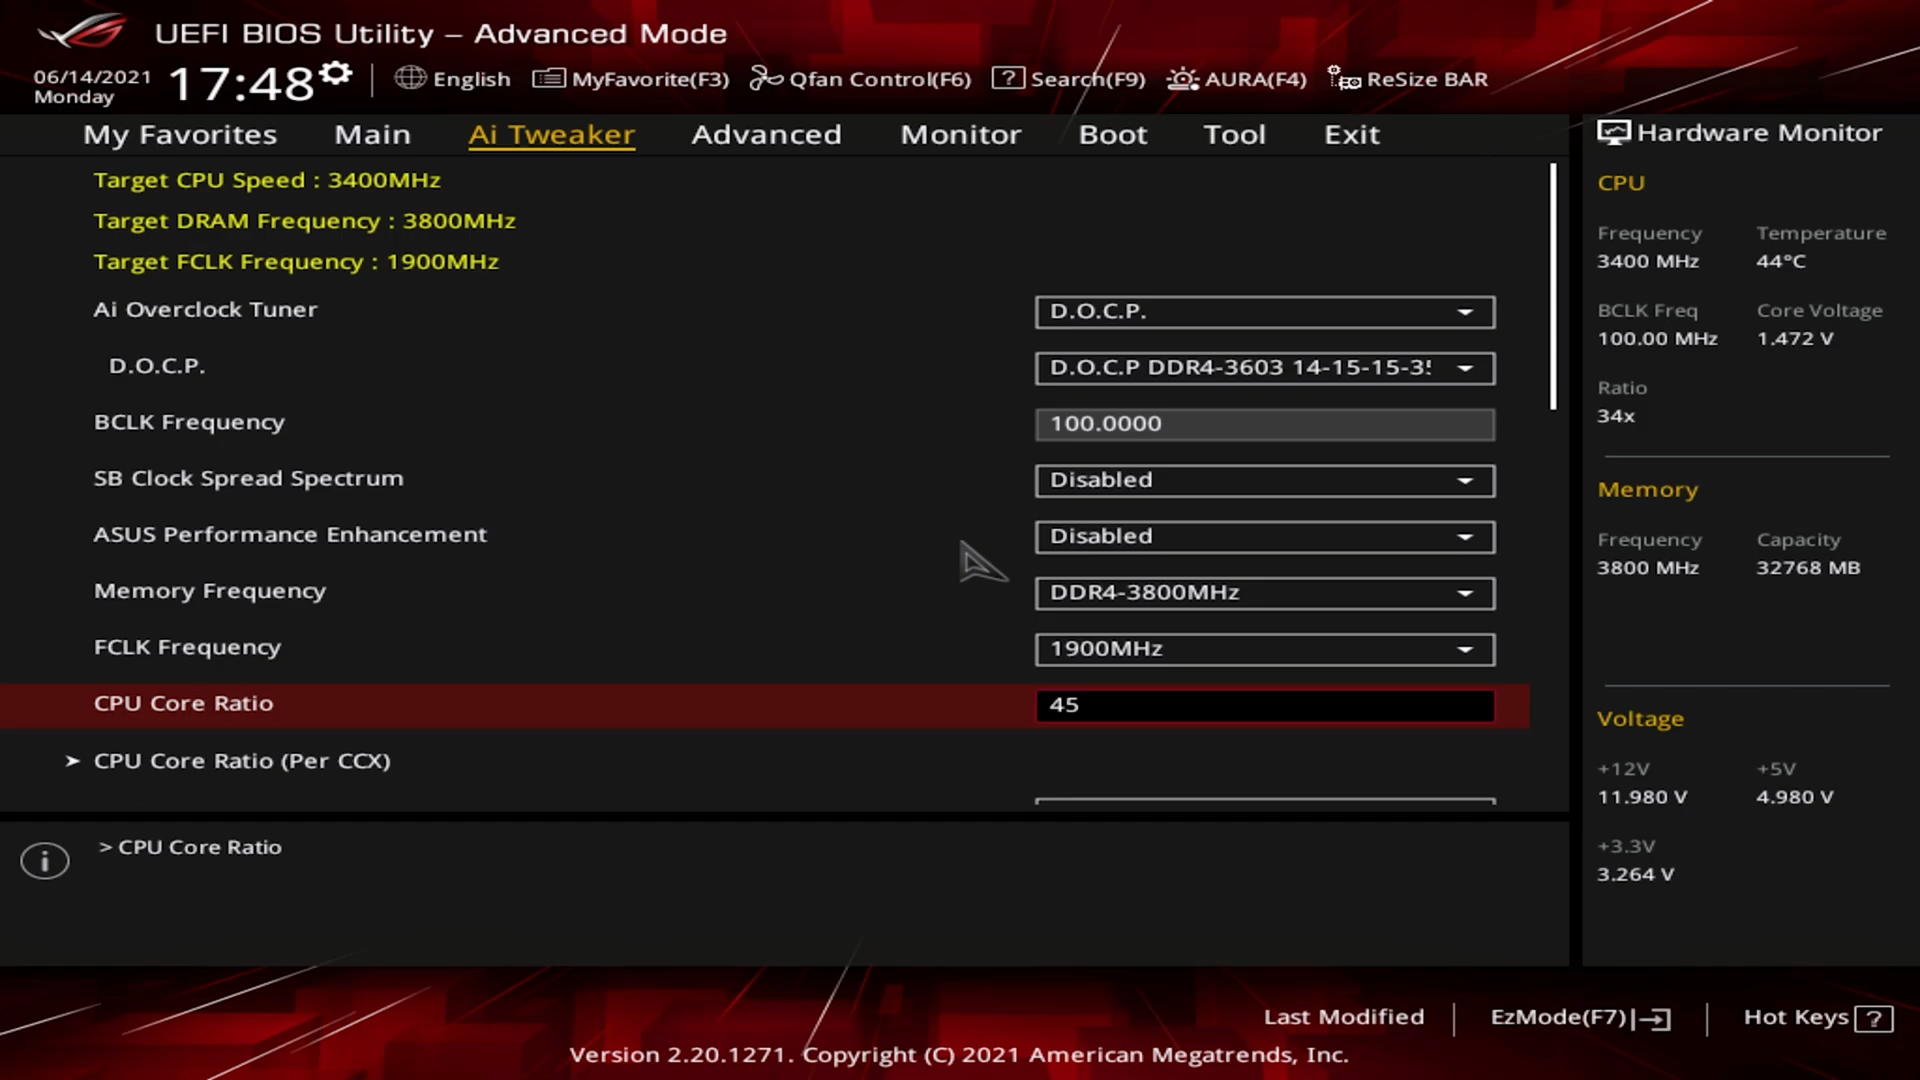 UEFI BIOS Utility – Advanced Mode
06/14/2021
Monday
17:48
English
MyFavorite(F3)
Qfan Control(F6)
Search(F9)
AURA(F4)
ReSize BAR
My Favorites
Main
Ai Tweaker
Advanced
Monitor
Boot
Tool
Exit
Target CPU Speed : 3400MHz
Target DRAM Frequency : 3800MHz
Target FCLK Frequency : 1900MHz
Ai Overclock Tuner D.O.C.P.
D.O.C.P. D.O.C.P DDR4-3603 14-15-15-35
BCLK Frequency 100.0000
SB Clock Spread Spectrum Disabled
ASUS Performance Enhancement Disabled
Memory Frequency DDR4-3800MHz
FCLK Frequency 1900MHz
CPU Core Ratio 45
CPU Core Ratio (Per CCX)
> CPU Core Ratio
Hardware Monitor
CPU
Frequency Temperature
3400 MHz 44°C
BCLK Freq Core Voltage
100.00 MHz 1.472 V
Ratio
34x
Memory
Frequency Capacity
3800 MHz 32768 MB
Voltage
+12V +5V
11.980 V 4.980 V
+3.3V
3.264 V
Last Modified
EzMode(F7)
Hot Keys ?
Version 2.20.1271. Copyright (C) 2021 American Megatrends, Inc.